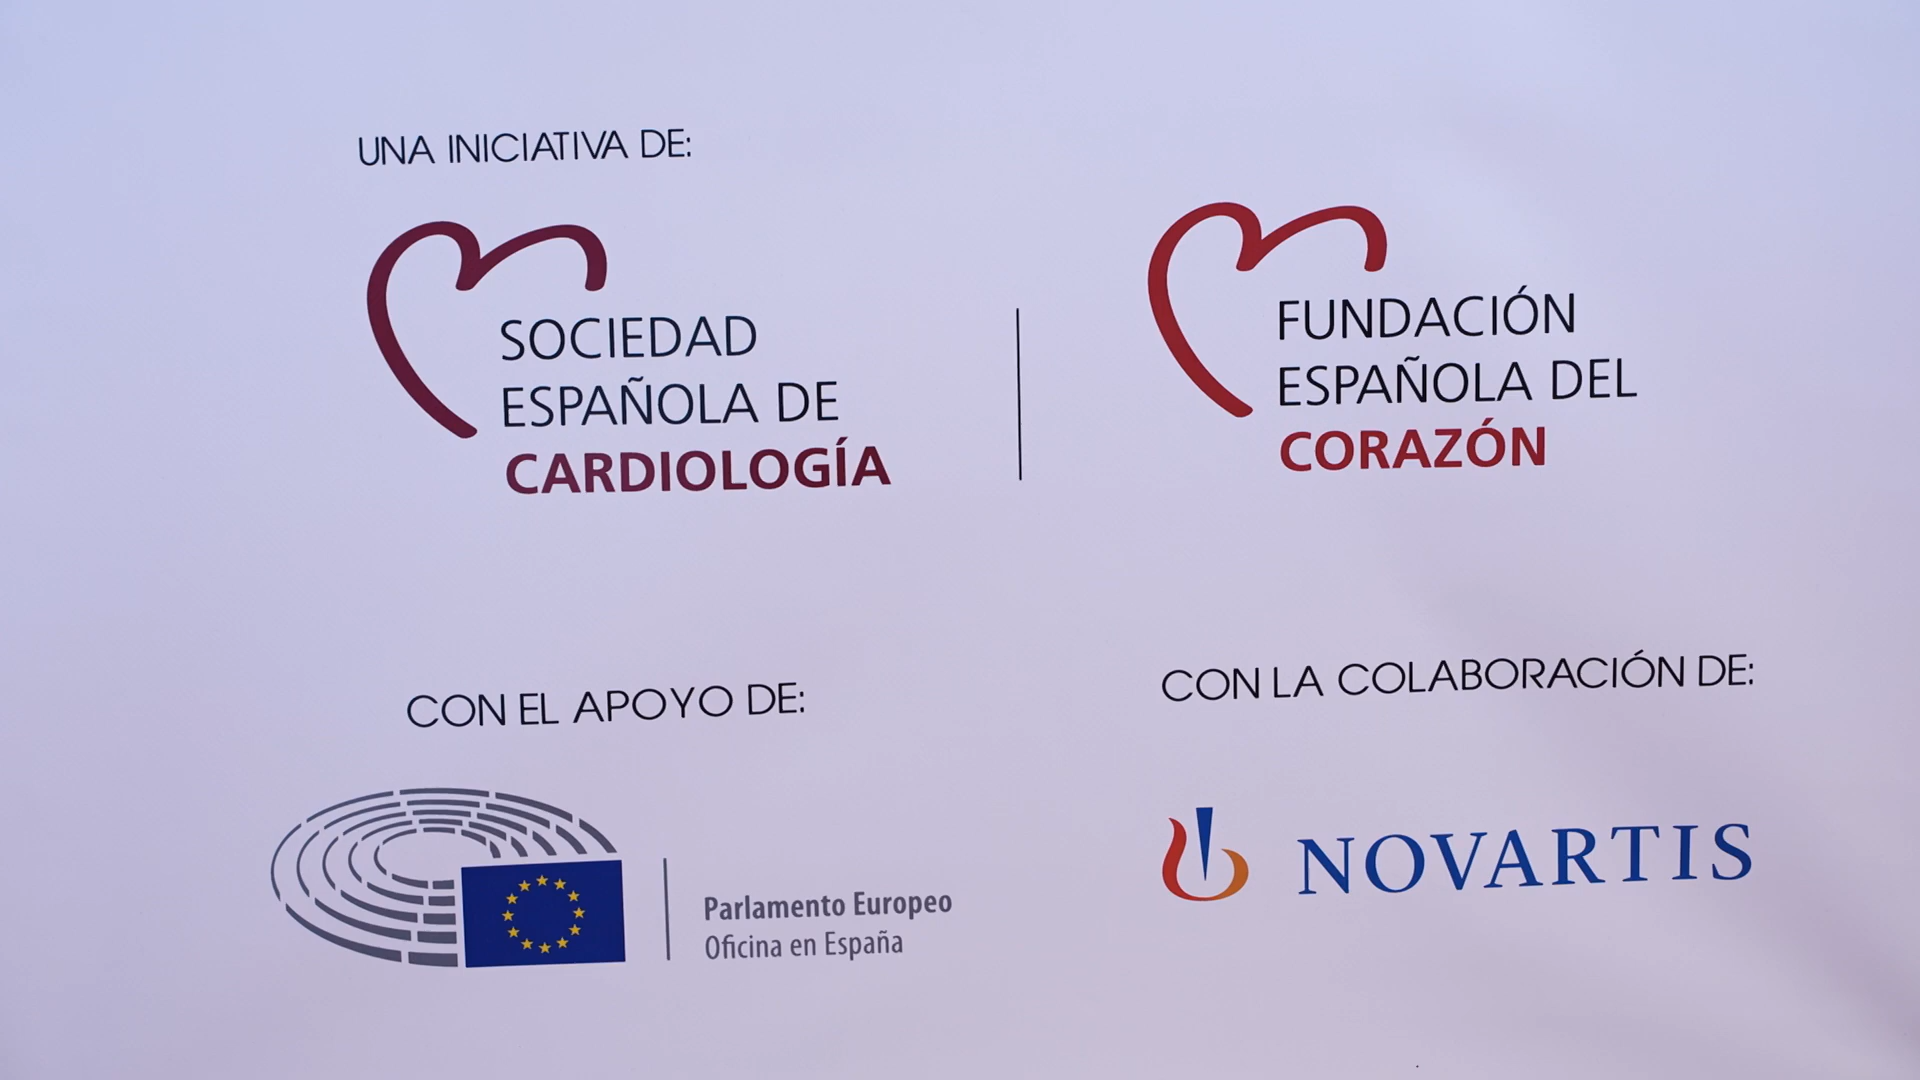 UNA INICIATIVA DE:
SOCIEDAD
ESPAÑOLA DE
CARDIOLOGÍA
FUNDACIÓN
ESPAÑOLA DEL
CORAZÓN
CON EL APOYO DE:
Parlamento Europeo
Oficina en España
CON LA COLABORACIÓN DE:
NOVARTIS